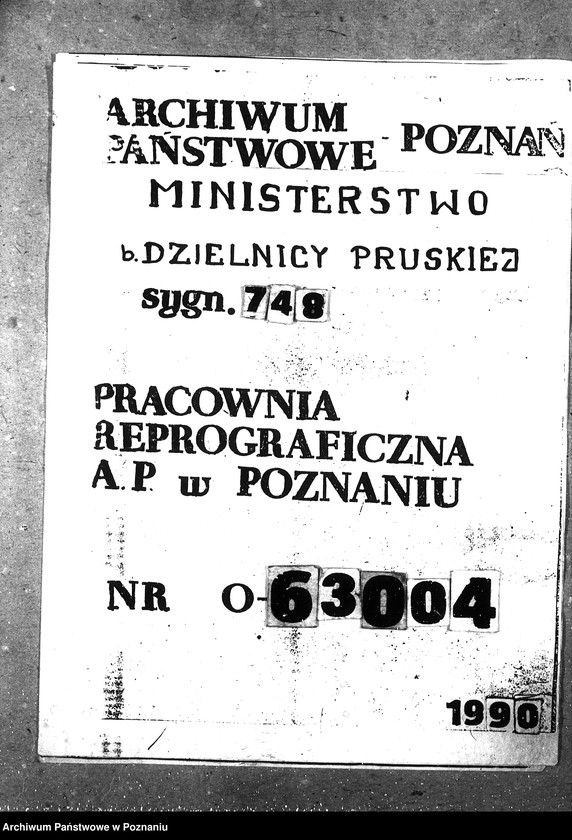 ARCHIWUM
PAŃSTWOWE - POZNAŃ
MINISTERSTWO
b. DZIELNICY PRUSKIEJ
sygn. 748
PRACOWNIA
REPROGRAFICZNA
A.P. w POZNANIU
NR O-63004
1990
Archiwum Państwowe w Poznaniu